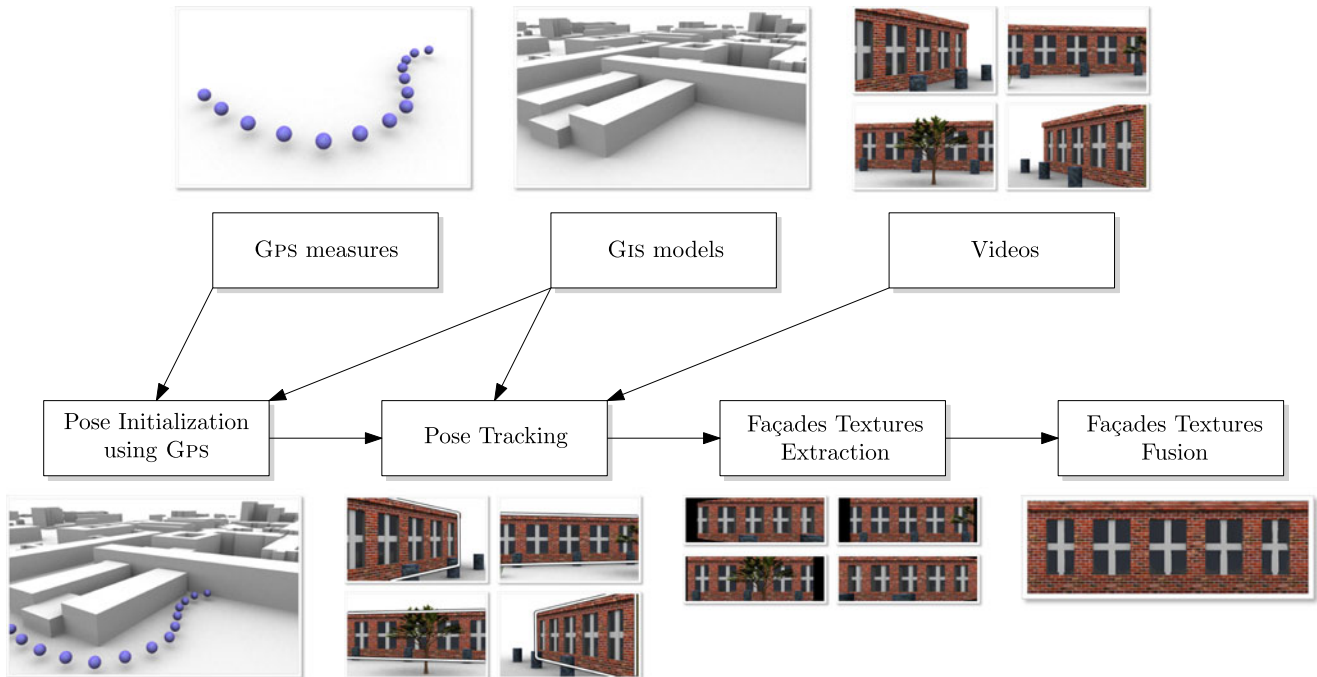 GPS measures
GIS models
Videos
Pose Initialization
using GPS
Pose Tracking
Façades Textures
Extraction
Façades Textures
Fusion